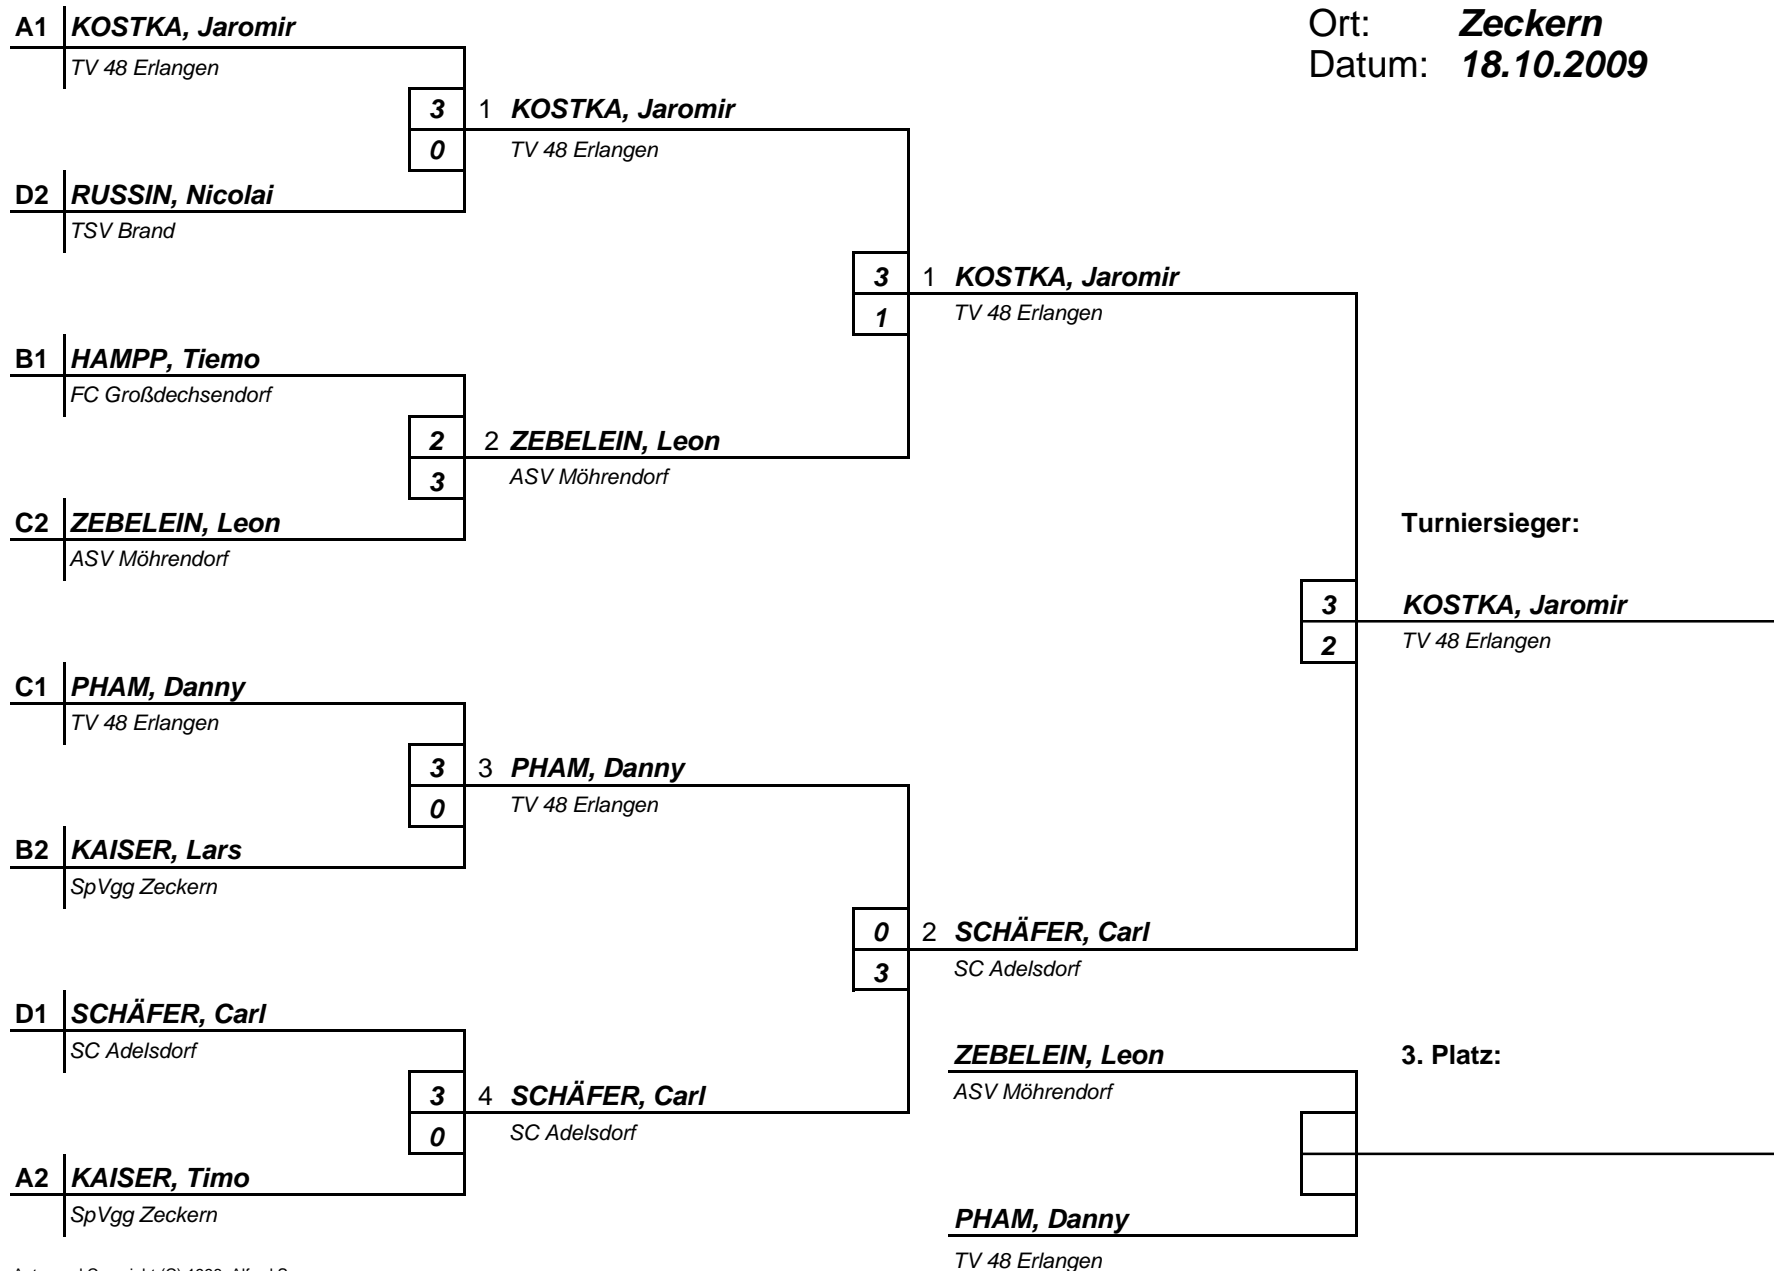 Ort: Zeckern
Datum: 18.10.2009
A1 KOSTKA, Jaromir
TV 48 Erlangen
3 1 KOSTKA, Jaromir
0 TV 48 Erlangen
D2 RUSSIN, Nicolai
TSV Brand
3 1 KOSTKA, Jaromir
1 TV 48 Erlangen
B1 HAMPP, Tiemo
FC Großdechsendorf
2 2 ZEBELEIN, Leon
3 ASV Möhrendorf
C2 ZEBELEIN, Leon
ASV Möhrendorf
Turniersieger:
3 KOSTKA, Jaromir
2 TV 48 Erlangen
C1 PHAM, Danny
TV 48 Erlangen
3 3 PHAM, Danny
0 TV 48 Erlangen
B2 KAISER, Lars
SpVgg Zeckern
0 2 SCHÄFER, Carl
3 SC Adelsdorf
D1 SCHÄFER, Carl
SC Adelsdorf
ZEBELEIN, Leon
ASV Möhrendorf
3. Platz:
3 4 SCHÄFER, Carl
0 SC Adelsdorf
A2 KAISER, Timo
SpVgg Zeckern
PHAM, Danny
TV 48 Erlangen